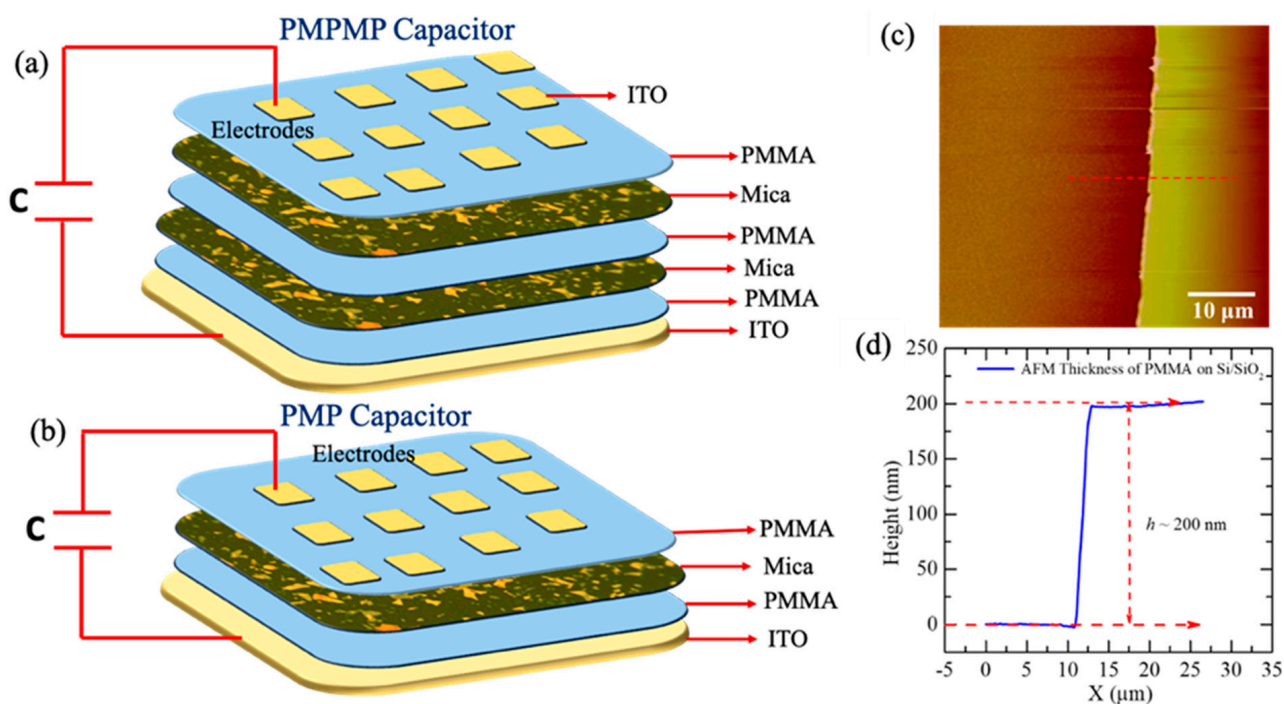 (a)
PMPMP Capacitor
ITO
Electrodes
PMMA
Mica
PMMA
Mica
PMMA
ITO
C
(b)
PMP Capacitor
Electrodes
PMMA
Mica
PMMA
ITO
C
(c)
10 μm
(d)
AFM Thickness of PMMA on Si/SiO₂
Height (nm)
250
200
150
100
50
0
h ~ 200 nm
-5 0 5 10 15 20 25 30 35
X (μm)